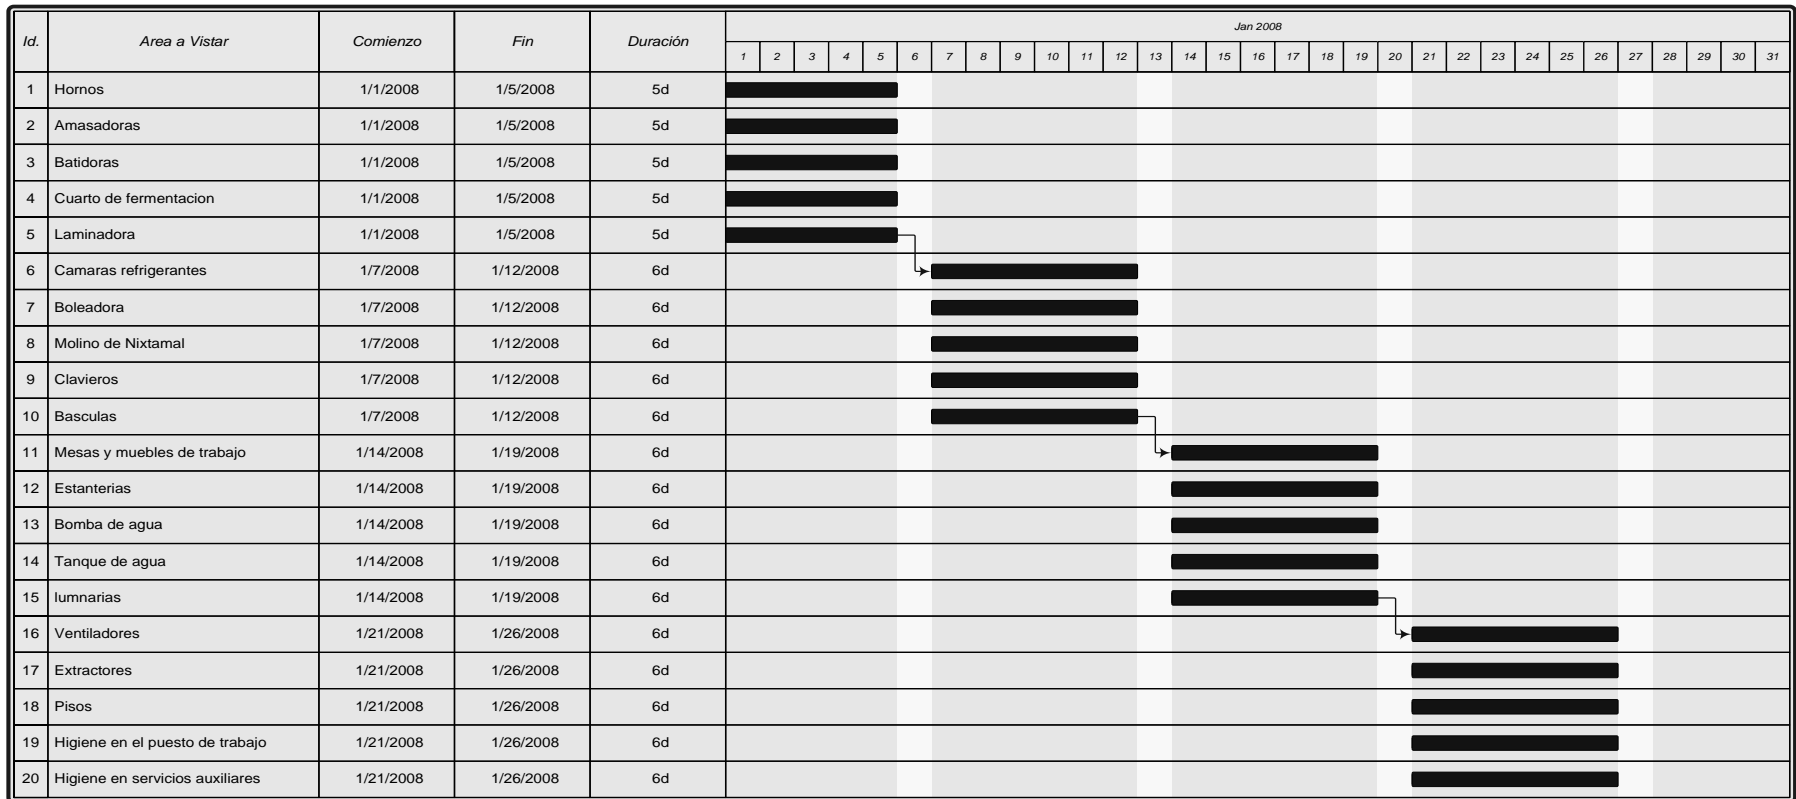 Id. Area a Vistar Comienzo Fin Duración Jan 2008
1 2 3 4 5 6 7 8 9 10 11 12 13 14 15 16 17 18 19 20 21 22 23 24 25 26 27 28 29 30 31
1 Hornos 1/1/2008 1/5/2008 5d
2 Amasadoras 1/1/2008 1/5/2008 5d
3 Batidoras 1/1/2008 1/5/2008 5d
4 Cuarto de fermentacion 1/1/2008 1/5/2008 5d
5 Laminadora 1/1/2008 1/5/2008 5d
6 Camaras refrigerantes 1/7/2008 1/12/2008 6d
7 Boleadora 1/7/2008 1/12/2008 6d
8 Molino de Nixtamal 1/7/2008 1/12/2008 6d
9 Clavieros 1/7/2008 1/12/2008 6d
10 Basculas 1/7/2008 1/12/2008 6d
11 Mesas y muebles de trabajo 1/14/2008 1/19/2008 6d
12 Estanterias 1/14/2008 1/19/2008 6d
13 Bomba de agua 1/14/2008 1/19/2008 6d
14 Tanque de agua 1/14/2008 1/19/2008 6d
15 lumnarias 1/14/2008 1/19/2008 6d
16 Ventiladores 1/21/2008 1/26/2008 6d
17 Extractores 1/21/2008 1/26/2008 6d
18 Pisos 1/21/2008 1/26/2008 6d
19 Higiene en el puesto de trabajo 1/21/2008 1/26/2008 6d
20 Higiene en servicios auxiliares 1/21/2008 1/26/2008 6d